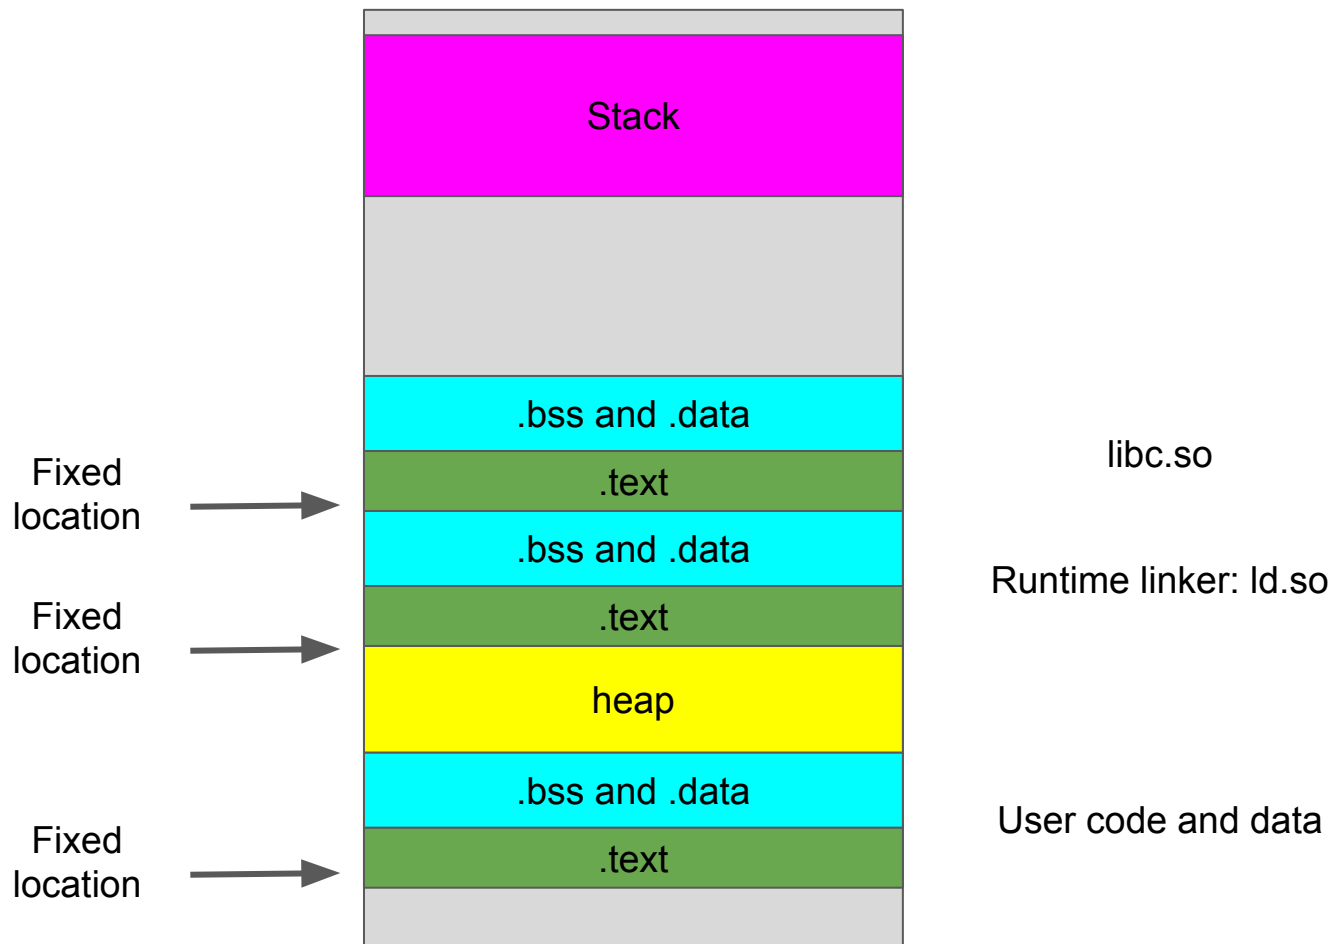 Stack
.bss and .data
libc.so
Fixed
location
.text
.bss and .data
Runtime linker: ld.so
Fixed
location
.text
heap
.bss and .data
User code and data
Fixed
location
.text